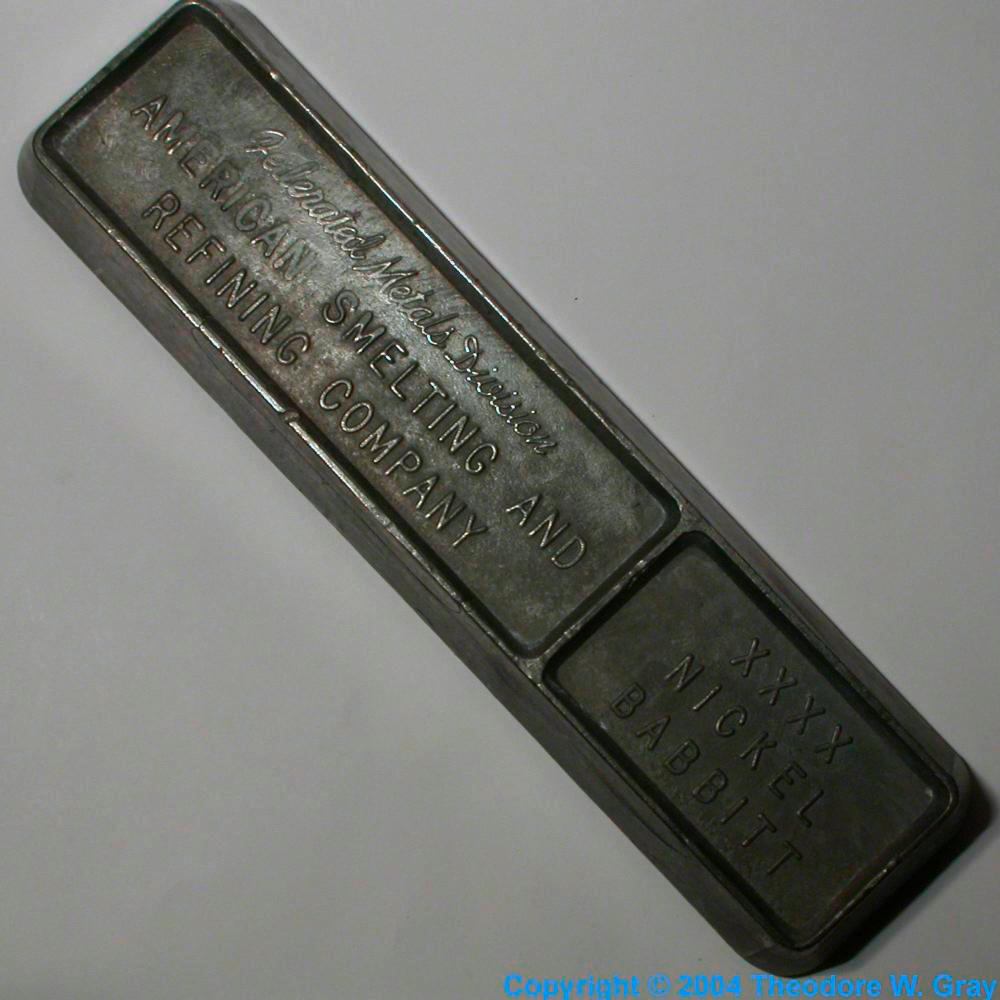 Federated Metals Division
AMERICAN SMELTING AND
REFINING COMPANY
XXXX
NICKEL
BABBITT
Copyright © 2004 Theodore W. Gray